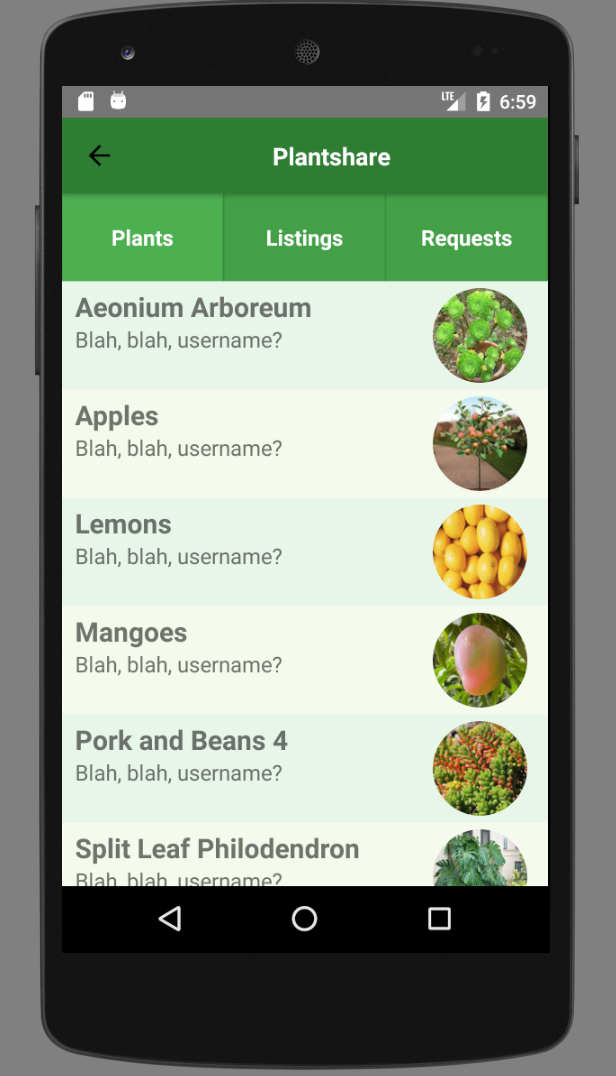 LTE 6:59
Plantshare
Plants Listings Requests
Aeonium Arboreum
Blah, blah, username?
Apples
Blah, blah, username?
Lemons
Blah, blah, username?
Mangoes
Blah, blah, username?
Pork and Beans 4
Blah, blah, username?
Split Leaf Philodendron
Blah, blah, username?